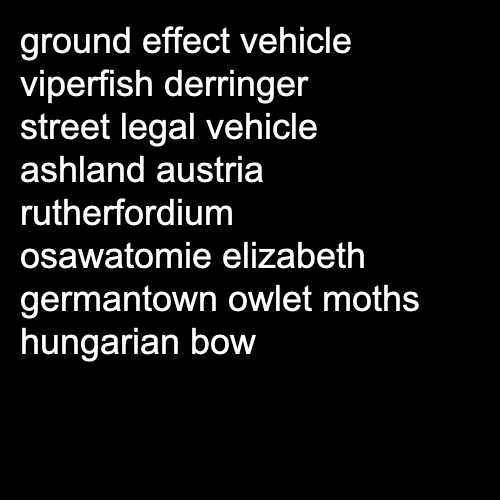 ground effect vehicle
viperfish derringer
street legal vehicle
ashland austria
rutherfordium
osawatomie elizabeth
germantown owlet moths
hungarian bow